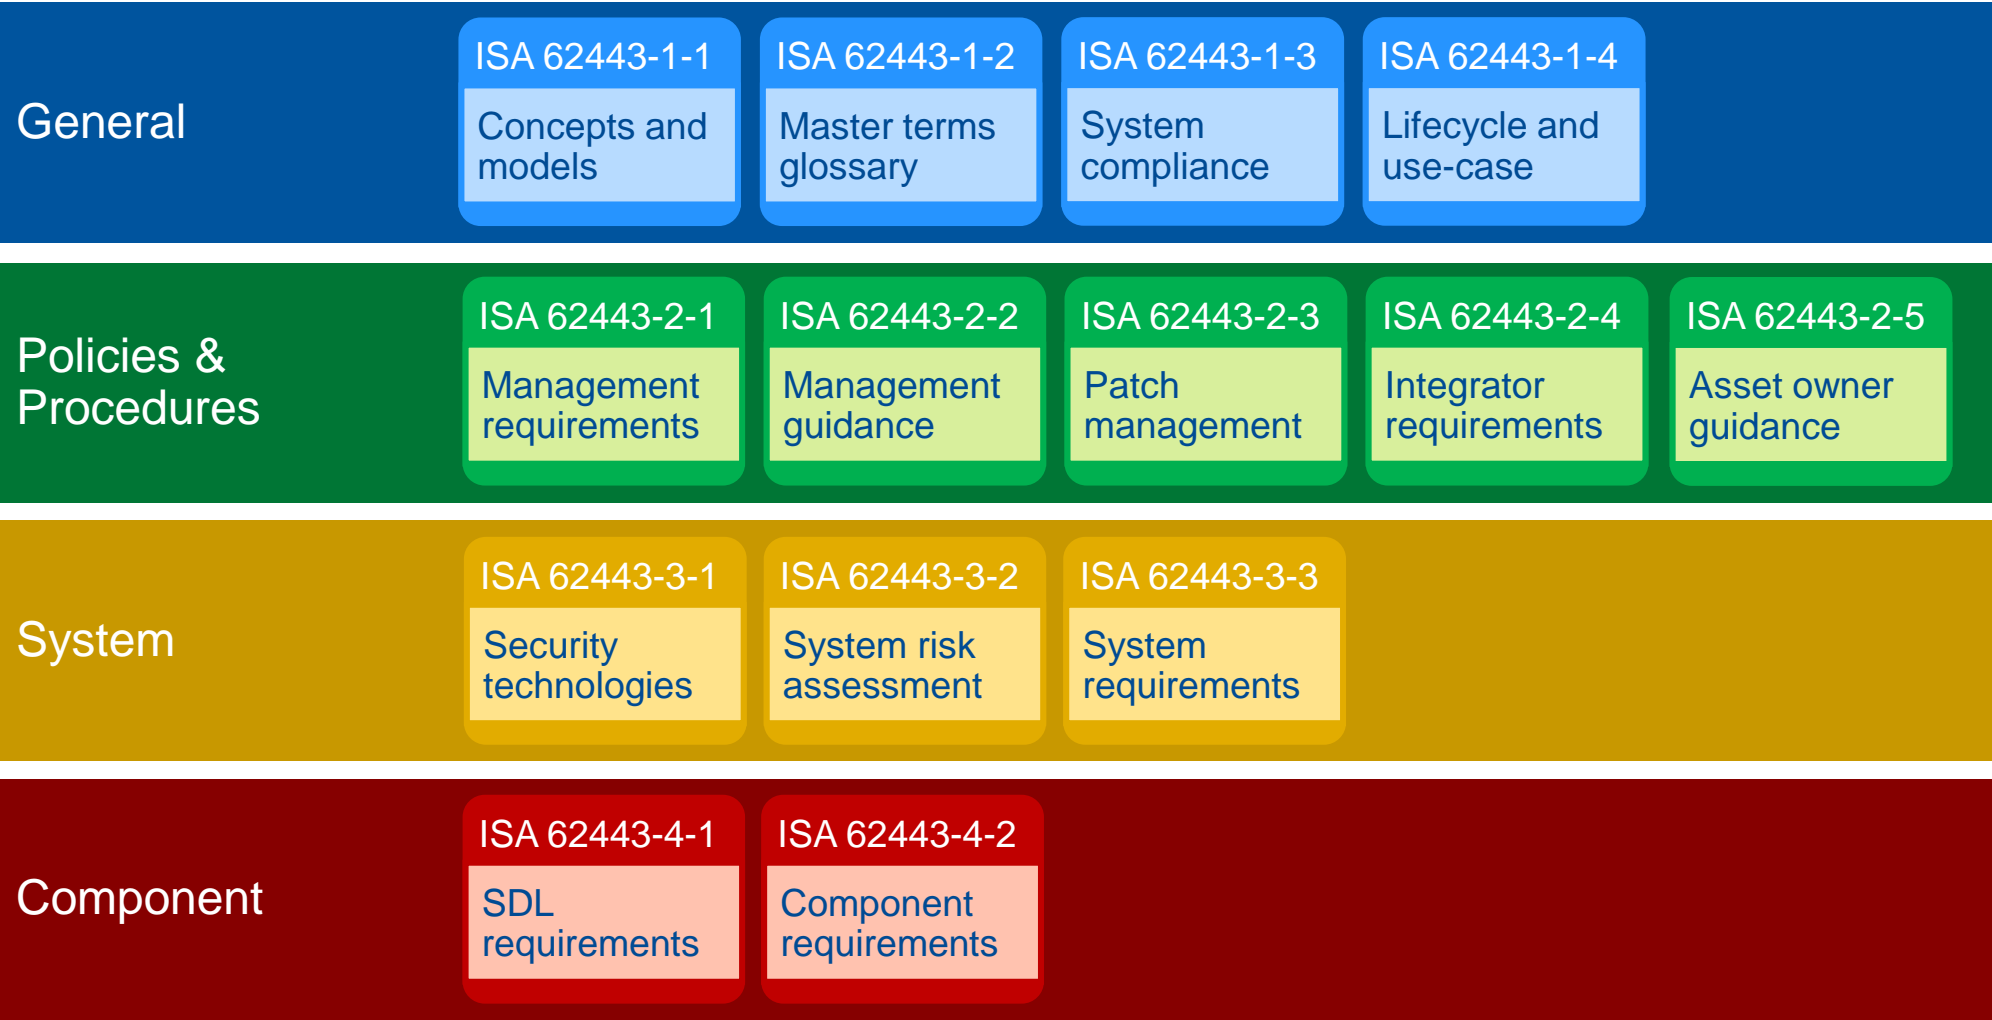 General
ISA 62443-1-1
Concepts and
models
ISA 62443-1-2
Master terms
glossary
ISA 62443-1-3
System
compliance
ISA 62443-1-4
Lifecycle and
use-case
Policies &
Procedures
ISA 62443-2-1
Management
requirements
ISA 62443-2-2
Management
guidance
ISA 62443-2-3
Patch
management
ISA 62443-2-4
Integrator
requirements
ISA 62443-2-5
Asset owner
guidance
System
ISA 62443-3-1
Security
technologies
ISA 62443-3-2
System risk
assessment
ISA 62443-3-3
System
requirements
Component
ISA 62443-4-1
SDL
requirements
ISA 62443-4-2
Component
requirements